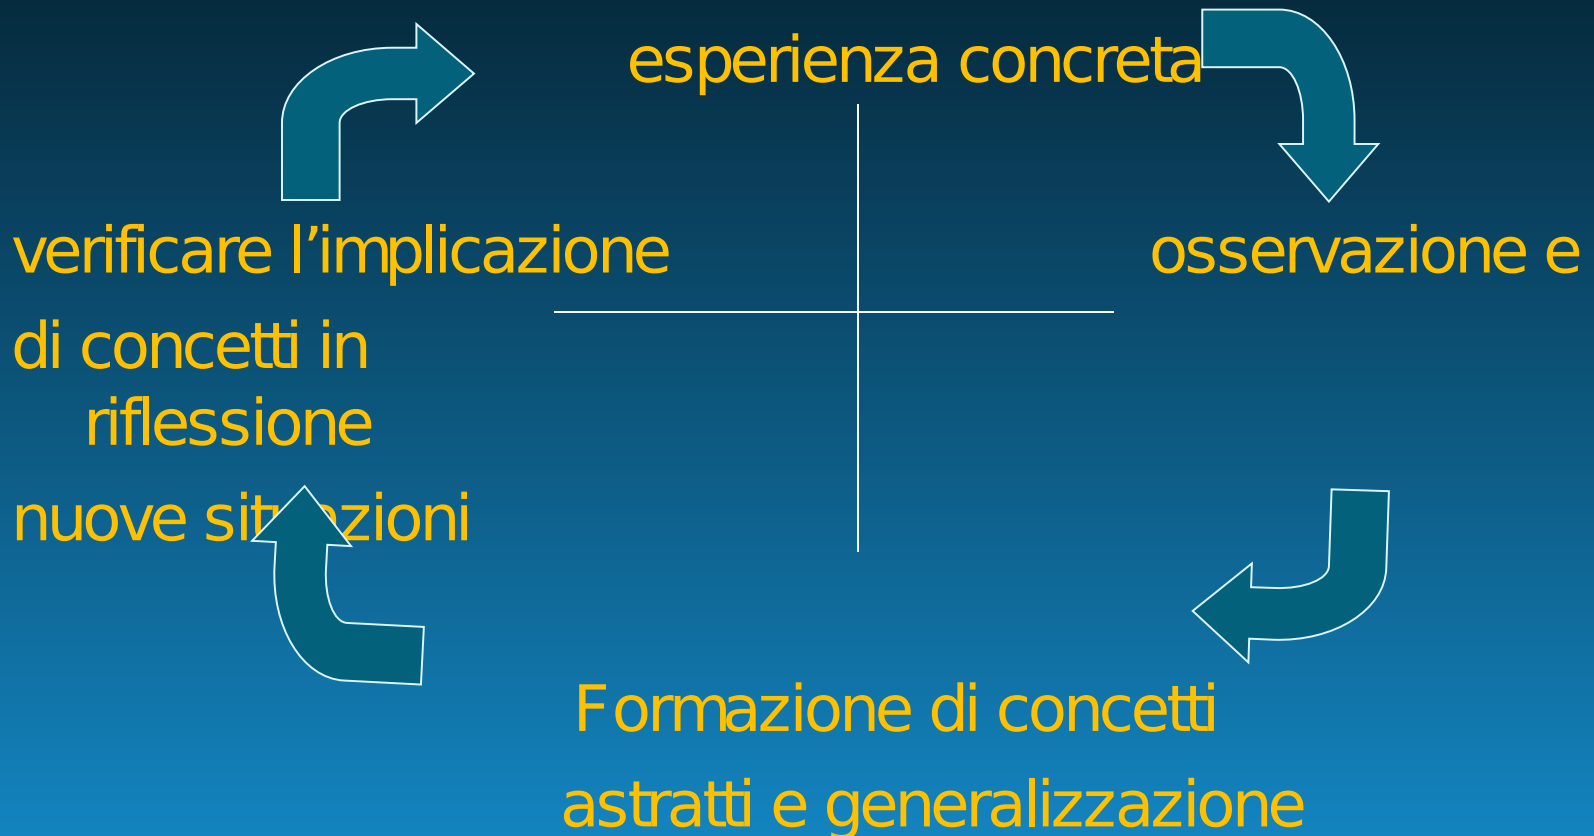 esperienza concreta
verificare l’implicazione
osservazione e
di concetti in
riflessione
nuove situazioni
Formazione di concetti
astratti e generalizzazione